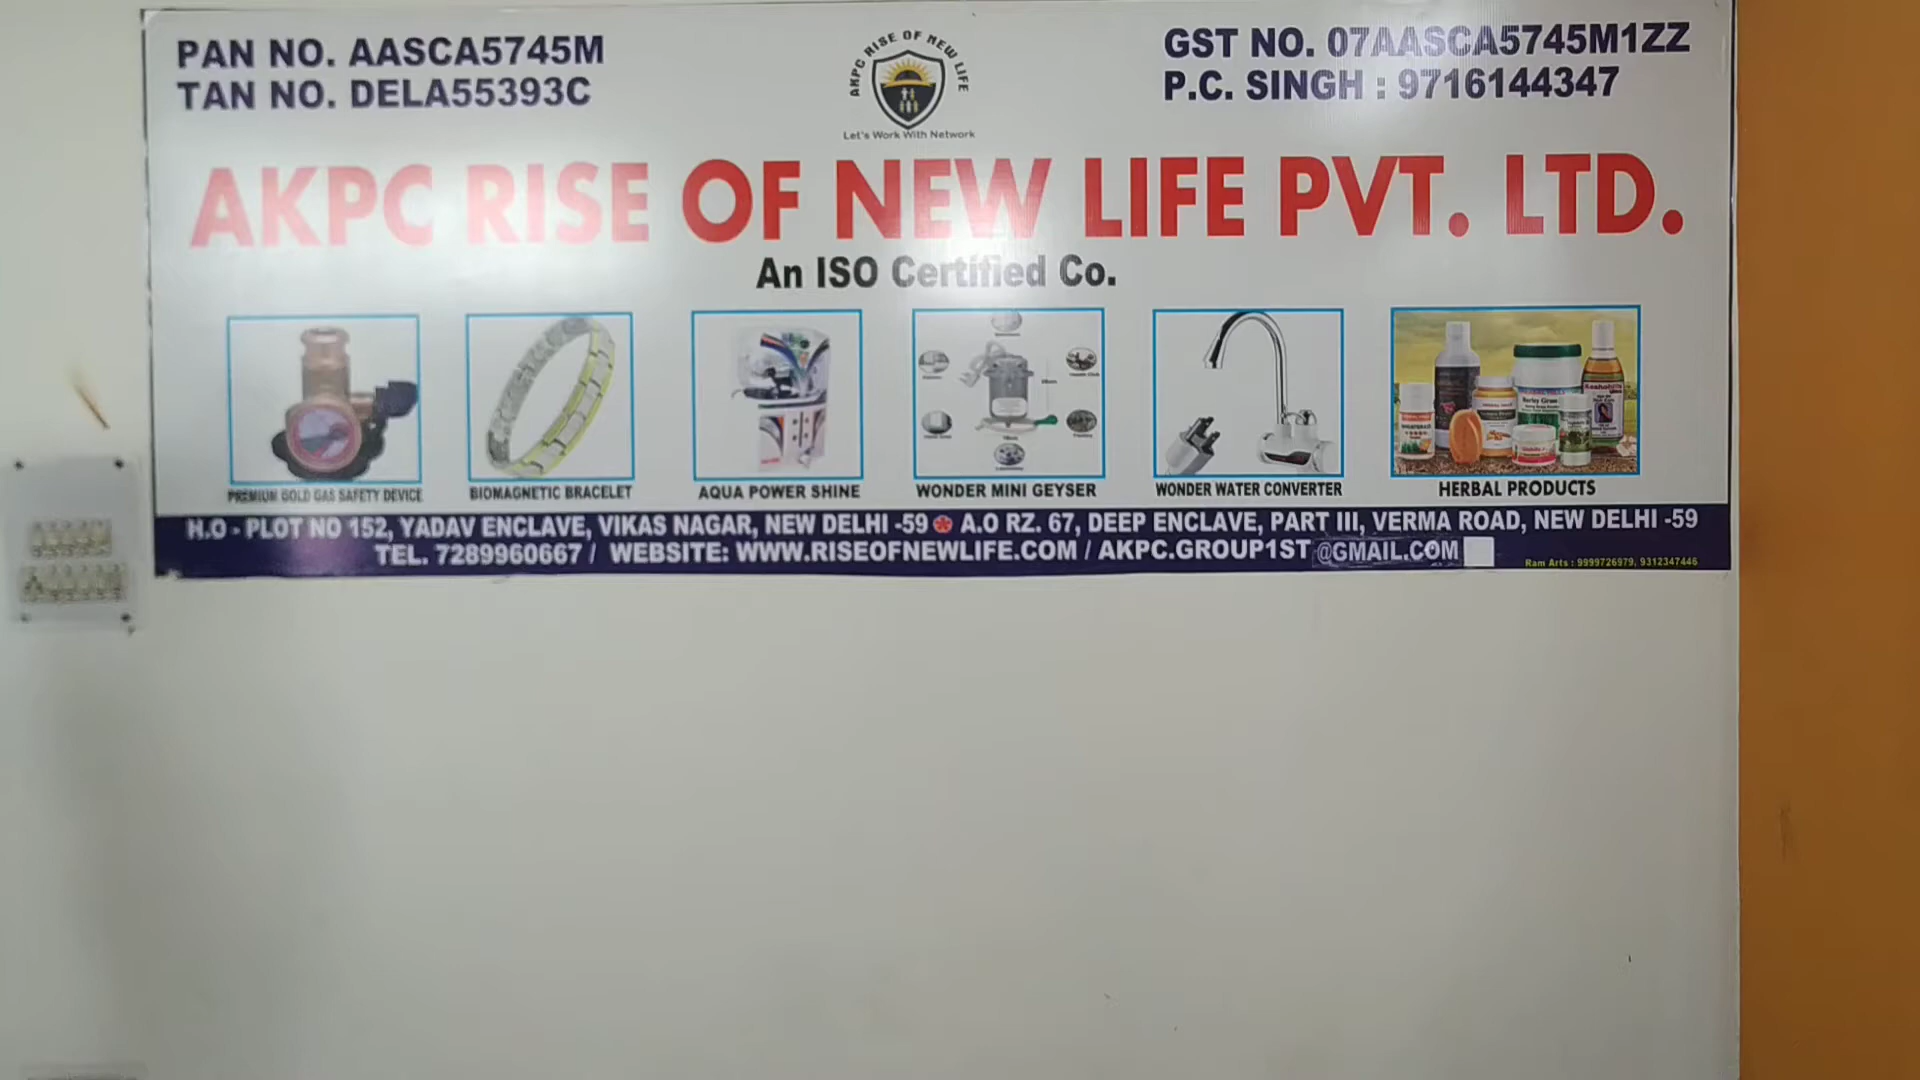 PAN NO. AASCA5745M
TAN NO. DELA55393C
AKPC RISE OF NEW LIFE
Let's Work With Network
GST NO. 07AASCA5745M1ZZ
P.C. SINGH : 9716144347
AKPC RISE OF NEW LIFE PVT. LTD.
An ISO Certified Co.
PREMIUM GOLD GAS SAFETY DEVICE
BIOMAGNETIC BRACELET
AQUA POWER SHINE
WONDER MINI GEYSER
WONDER WATER CONVERTER
HERBAL PRODUCTS
H.O - PLOT NO 152, YADAV ENCLAVE, VIKAS NAGAR, NEW DELHI -59 A.O RZ. 67, DEEP ENCLAVE, PART III, VERMA ROAD, NEW DELHI -59
TEL. 7289960667 / WEBSITE: WWW.RISEOFNEWLIFE.COM / AKPC.GROUP1ST @GMAIL.COM
Ram Arts : 9999726979, 9312347446